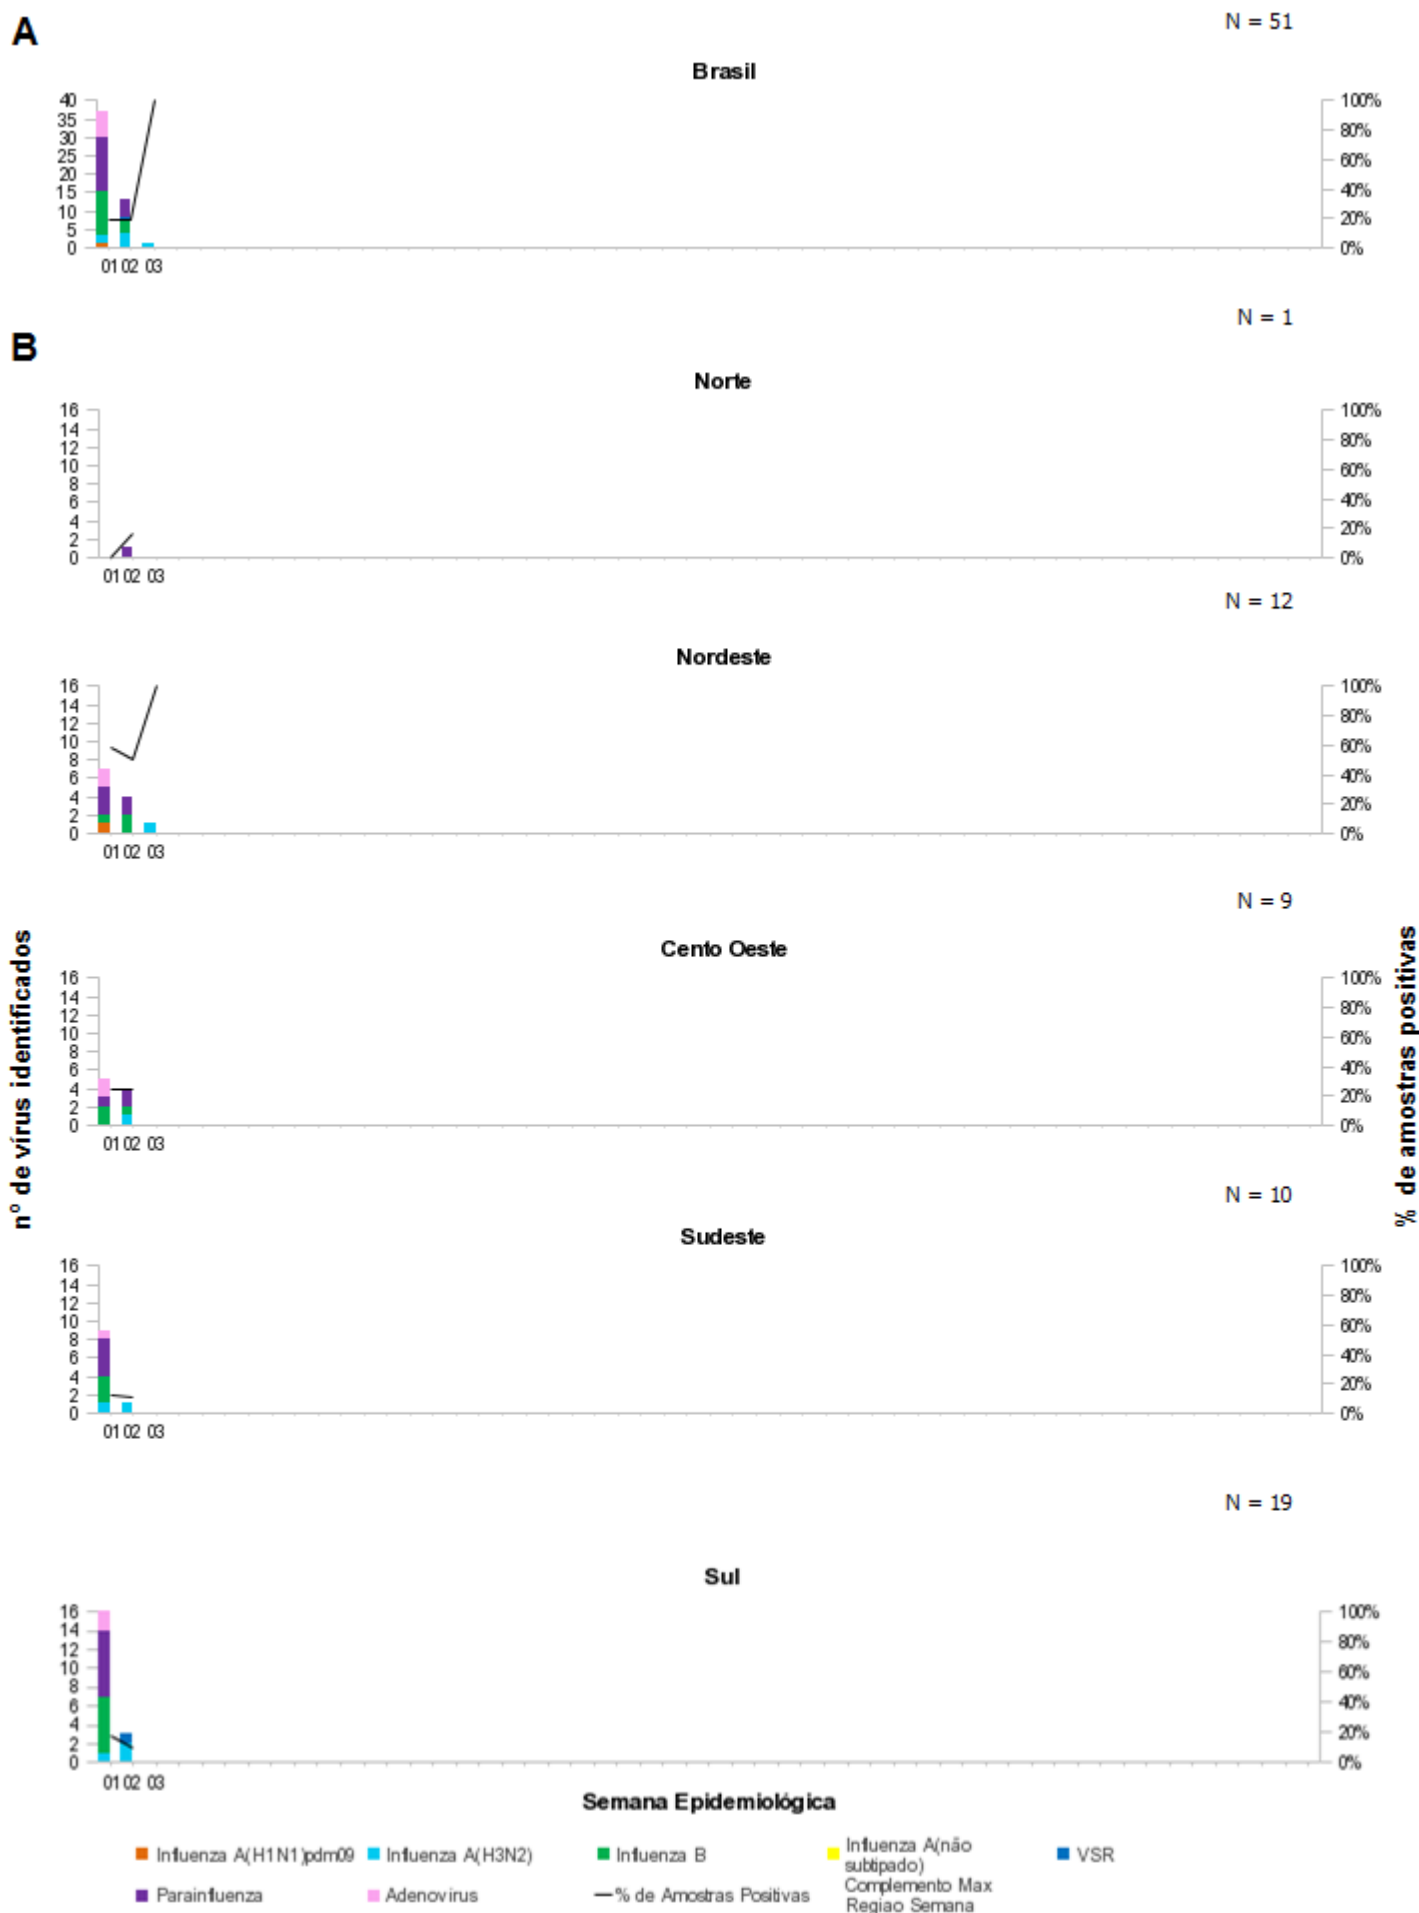 A
N = 51
Brasil
40
35
30
25
20
15
10
5
0
100%
80%
60%
40%
20%
0%
01 02 03
N = 1
B
Norte
16
14
12
10
8
6
4
2
0
100%
80%
60%
40%
20%
0%
01 02 03
N = 12
Nordeste
16
14
12
10
8
6
4
2
0
100%
80%
60%
40%
20%
0%
01 02 03
N = 9
Cento Oeste
16
14
12
10
8
6
4
2
0
100%
80%
60%
40%
20%
0%
01 02 03
nº de vírus identificados
% de amostras positivas
N = 10
Sudeste
16
14
12
10
8
6
4
2
0
100%
80%
60%
40%
20%
0%
01 02 03
N = 19
Sul
16
14
12
10
8
6
4
2
0
100%
80%
60%
40%
20%
0%
01 02 03
Semana Epidemiológica
Influenza A(H1N1)pdm09
Influenza A(H3N2)
Influenza B
Influenza A(não
subtipado)
VSR
Parainfluenza
Adenovírus
% de Amostras Positivas
Complemento Max
Regiao Semana